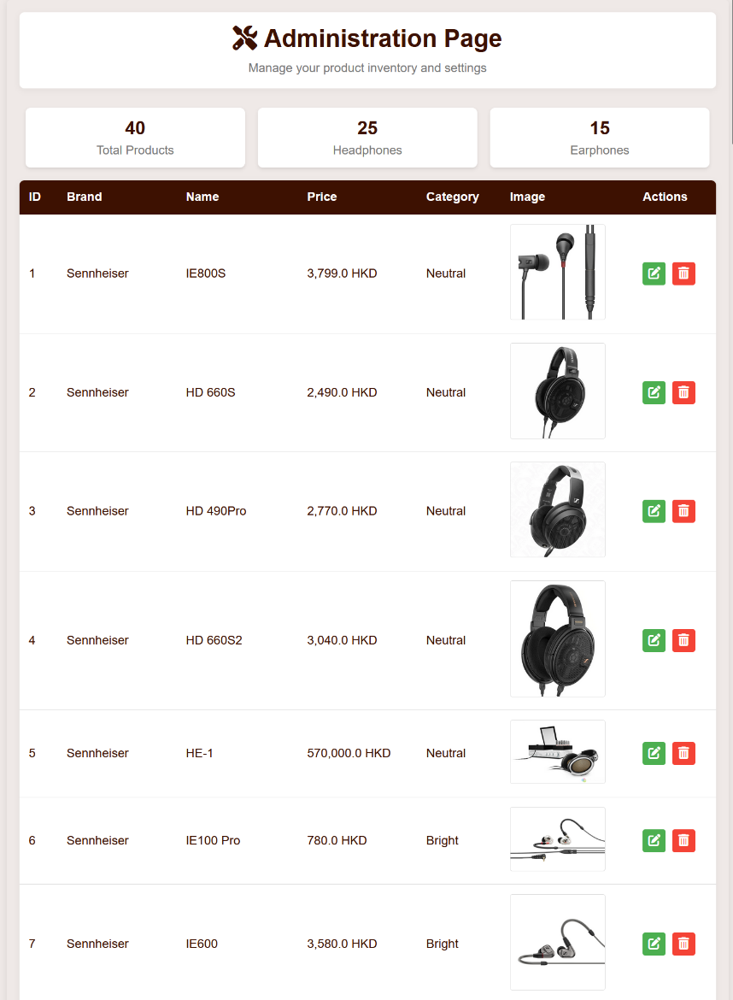 Administration Page
Manage your product inventory and settings
40
Total Products
25
Headphones
15
Earphones
ID Brand Name Price Category Image Actions
1 Sennheiser IE800S 3,799.0 HKD Neutral
2 Sennheiser HD 660S 2,490.0 HKD Neutral
3 Sennheiser HD 490Pro 2,770.0 HKD Neutral
4 Sennheiser HD 660S2 3,040.0 HKD Neutral
5 Sennheiser HE-1 570,000.0 HKD Neutral
6 Sennheiser IE100 Pro 780.0 HKD Bright
7 Sennheiser IE600 3,580.0 HKD Bright